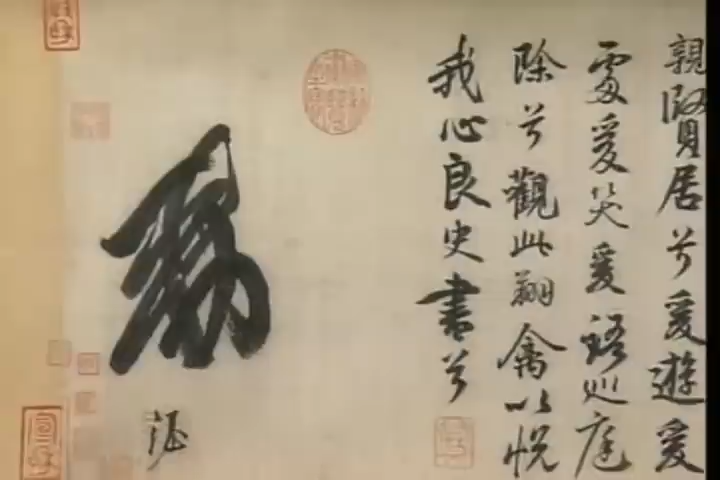 親賢居兮爰遊爰
處爰笑爰語巡庭
除兮觀此翔禽以悅
我心良史書兮